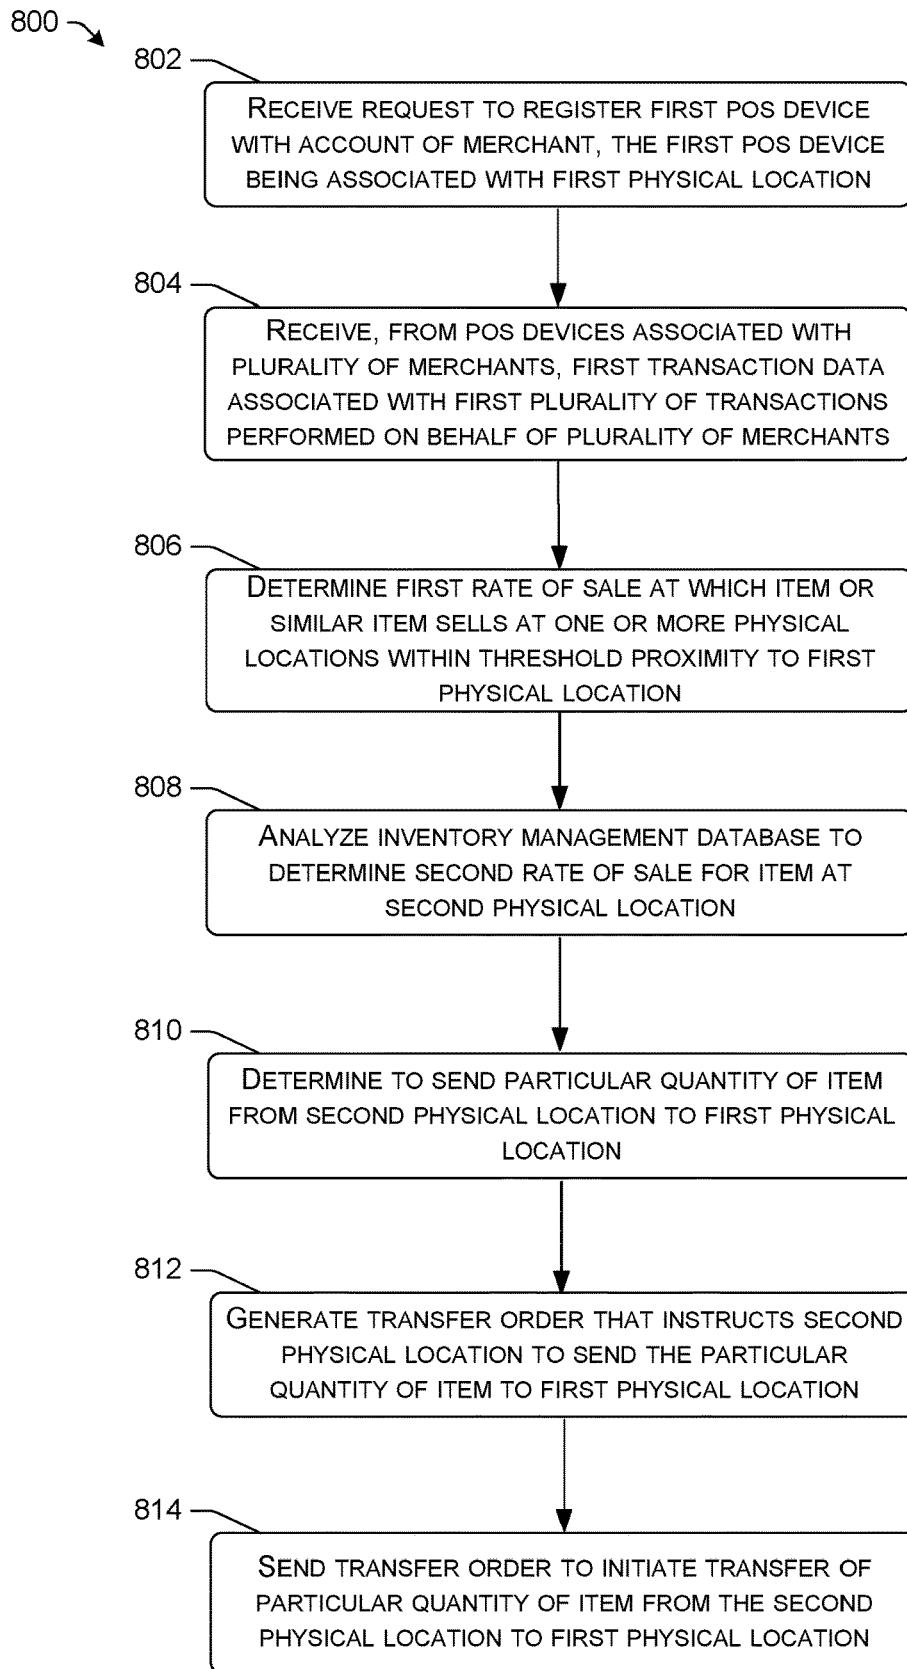 800
802
RECEIVE REQUEST TO REGISTER FIRST POS DEVICE
WITH ACCOUNT OF MERCHANT, THE FIRST POS DEVICE
BEING ASSOCIATED WITH FIRST PHYSICAL LOCATION
804
RECEIVE, FROM POS DEVICES ASSOCIATED WITH
PLURALITY OF MERCHANTS, FIRST TRANSACTION DATA
ASSOCIATED WITH FIRST PLURALITY OF TRANSACTIONS
PERFORMED ON BEHALF OF PLURALITY OF MERCHANTS
806
DETERMINE FIRST RATE OF SALE AT WHICH ITEM OR
SIMILAR ITEM SELLS AT ONE OR MORE PHYSICAL
LOCATIONS WITHIN THRESHOLD PROXIMITY TO FIRST
PHYSICAL LOCATION
808
ANALYZE INVENTORY MANAGEMENT DATABASE TO
DETERMINE SECOND RATE OF SALE FOR ITEM AT
SECOND PHYSICAL LOCATION
810
DETERMINE TO SEND PARTICULAR QUANTITY OF ITEM
FROM SECOND PHYSICAL LOCATION TO FIRST PHYSICAL
LOCATION
812
GENERATE TRANSFER ORDER THAT INSTRUCTS SECOND
PHYSICAL LOCATION TO SEND THE PARTICULAR
QUANTITY OF ITEM TO FIRST PHYSICAL LOCATION
814
SEND TRANSFER ORDER TO INITIATE TRANSFER OF
PARTICULAR QUANTITY OF ITEM FROM THE SECOND
PHYSICAL LOCATION TO FIRST PHYSICAL LOCATION